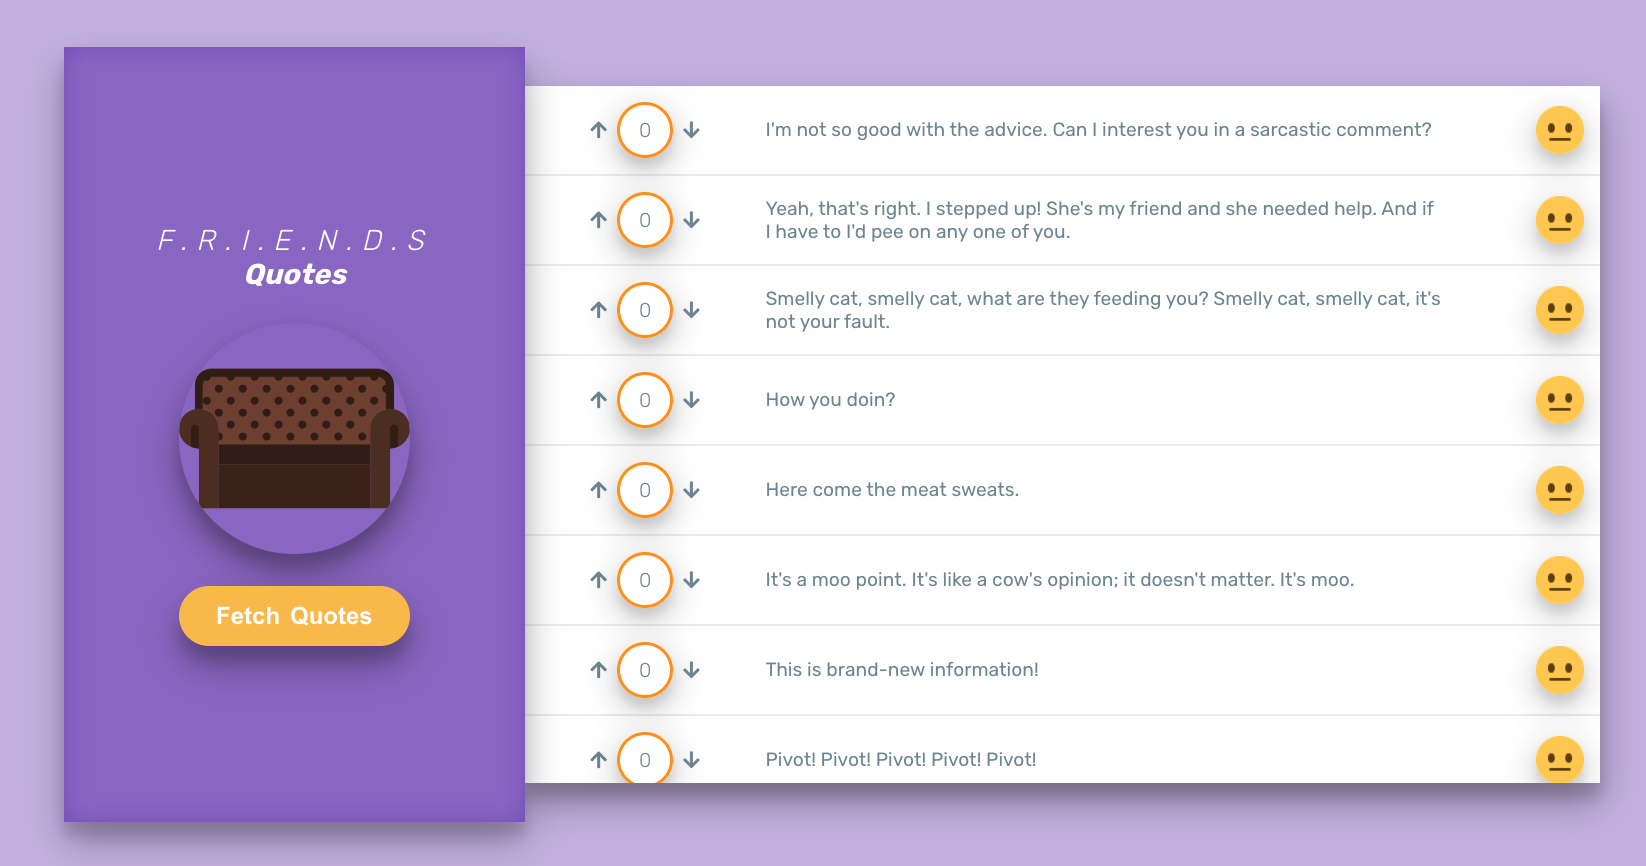 F.R.I.E.N.D.S
Quotes
Fetch Quotes
0
I'm not so good with the advice. Can I interest you in a sarcastic comment?
0
Yeah, that's right. I stepped up! She's my friend and she needed help. And if
I have to I'd pee on any one of you.
0
Smelly cat, smelly cat, what are they feeding you? Smelly cat, smelly cat, it's
not your fault.
0
How you doin?
0
Here come the meat sweats.
0
It's a moo point. It's like a cow's opinion; it doesn't matter. It's moo.
0
This is brand-new information!
0
Pivot! Pivot! Pivot! Pivot! Pivot!